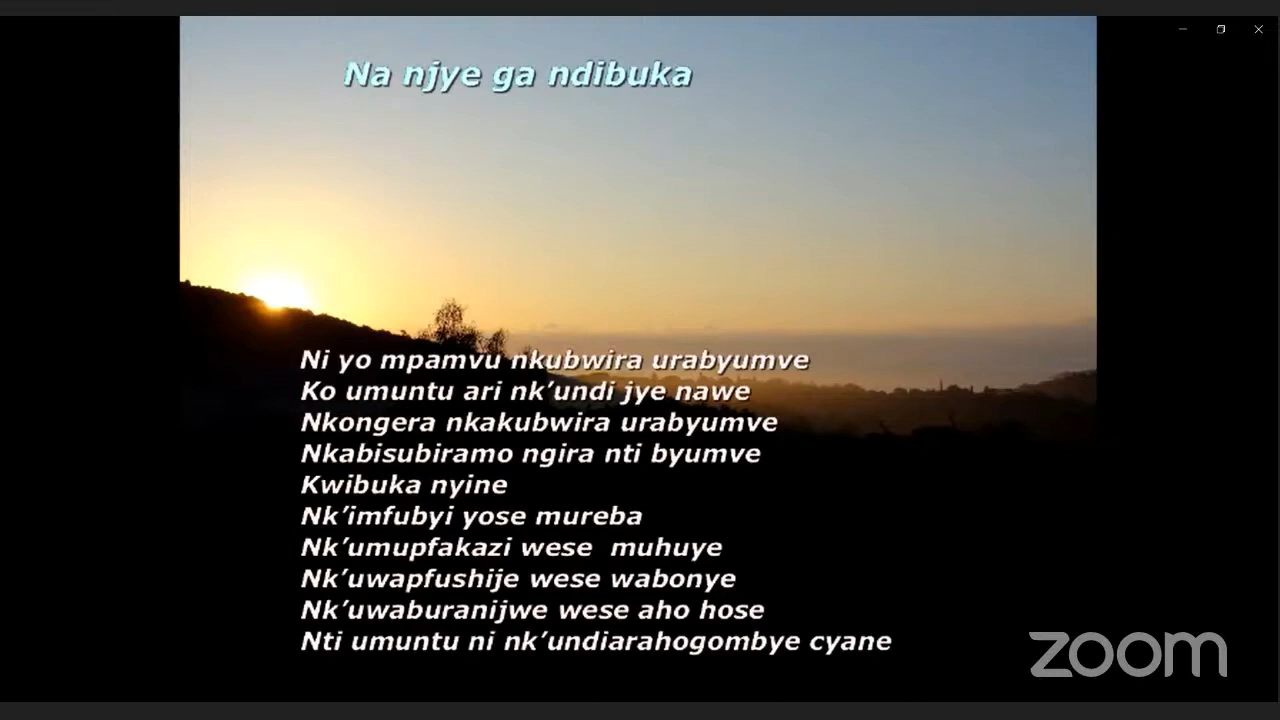 Na njye ga ndibuka
Ni yo mpamvu nkubwira urabyumve
Ko umuntu ari nk’undi jye nawe
Nkongera nkakubwira urabyumve
Nkabisubiramo ngira nti byumve
Kwibuka nyine
Nk’imfubyi yose mureba
Nk’umupfakazi wese muhuye
Nk’uwapfushije wese wabonye
Nk’uwaburanijwe wese aho hose
Nti umuntu ni nk’undiarahogombye cyane
zoom